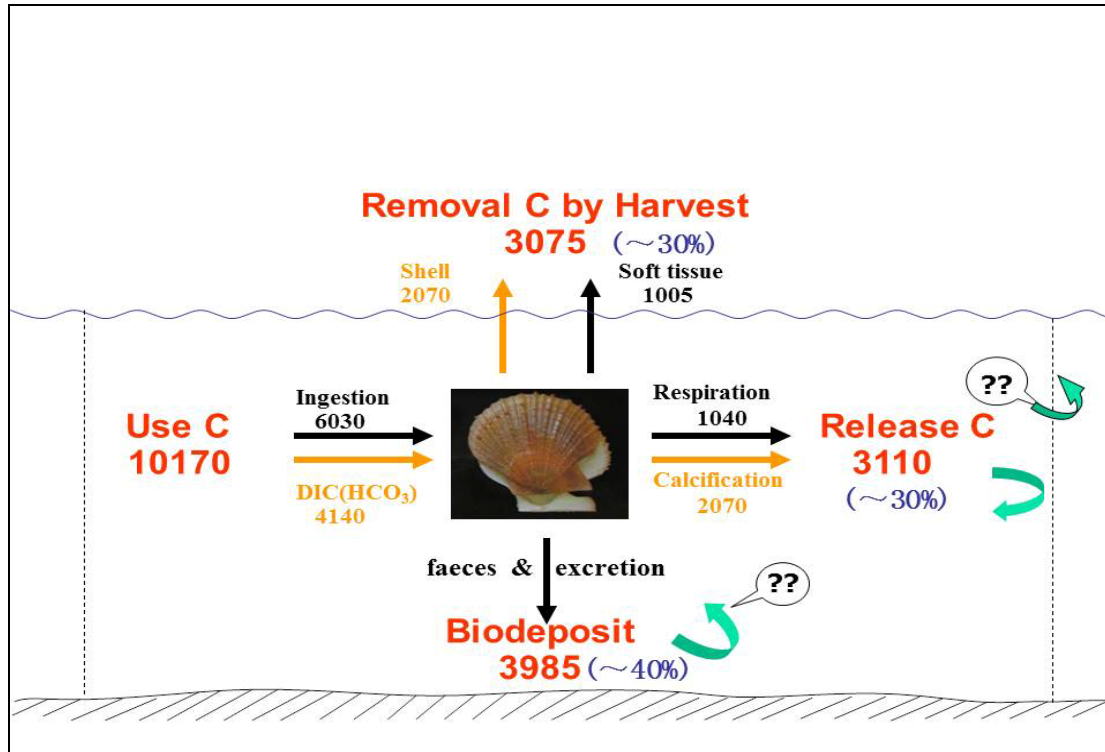 Removal C by Harvest
3075 (~30%)
Shell
2070
Soft tissue
1005
Use C
10170
Ingestion
6030
DIC(HCO₃)
4140
Respiration
1040
Calcification
2070
Release C
3110
(~30%)
??
faeces & excretion
??
Biodeposit
3985 (~40%)